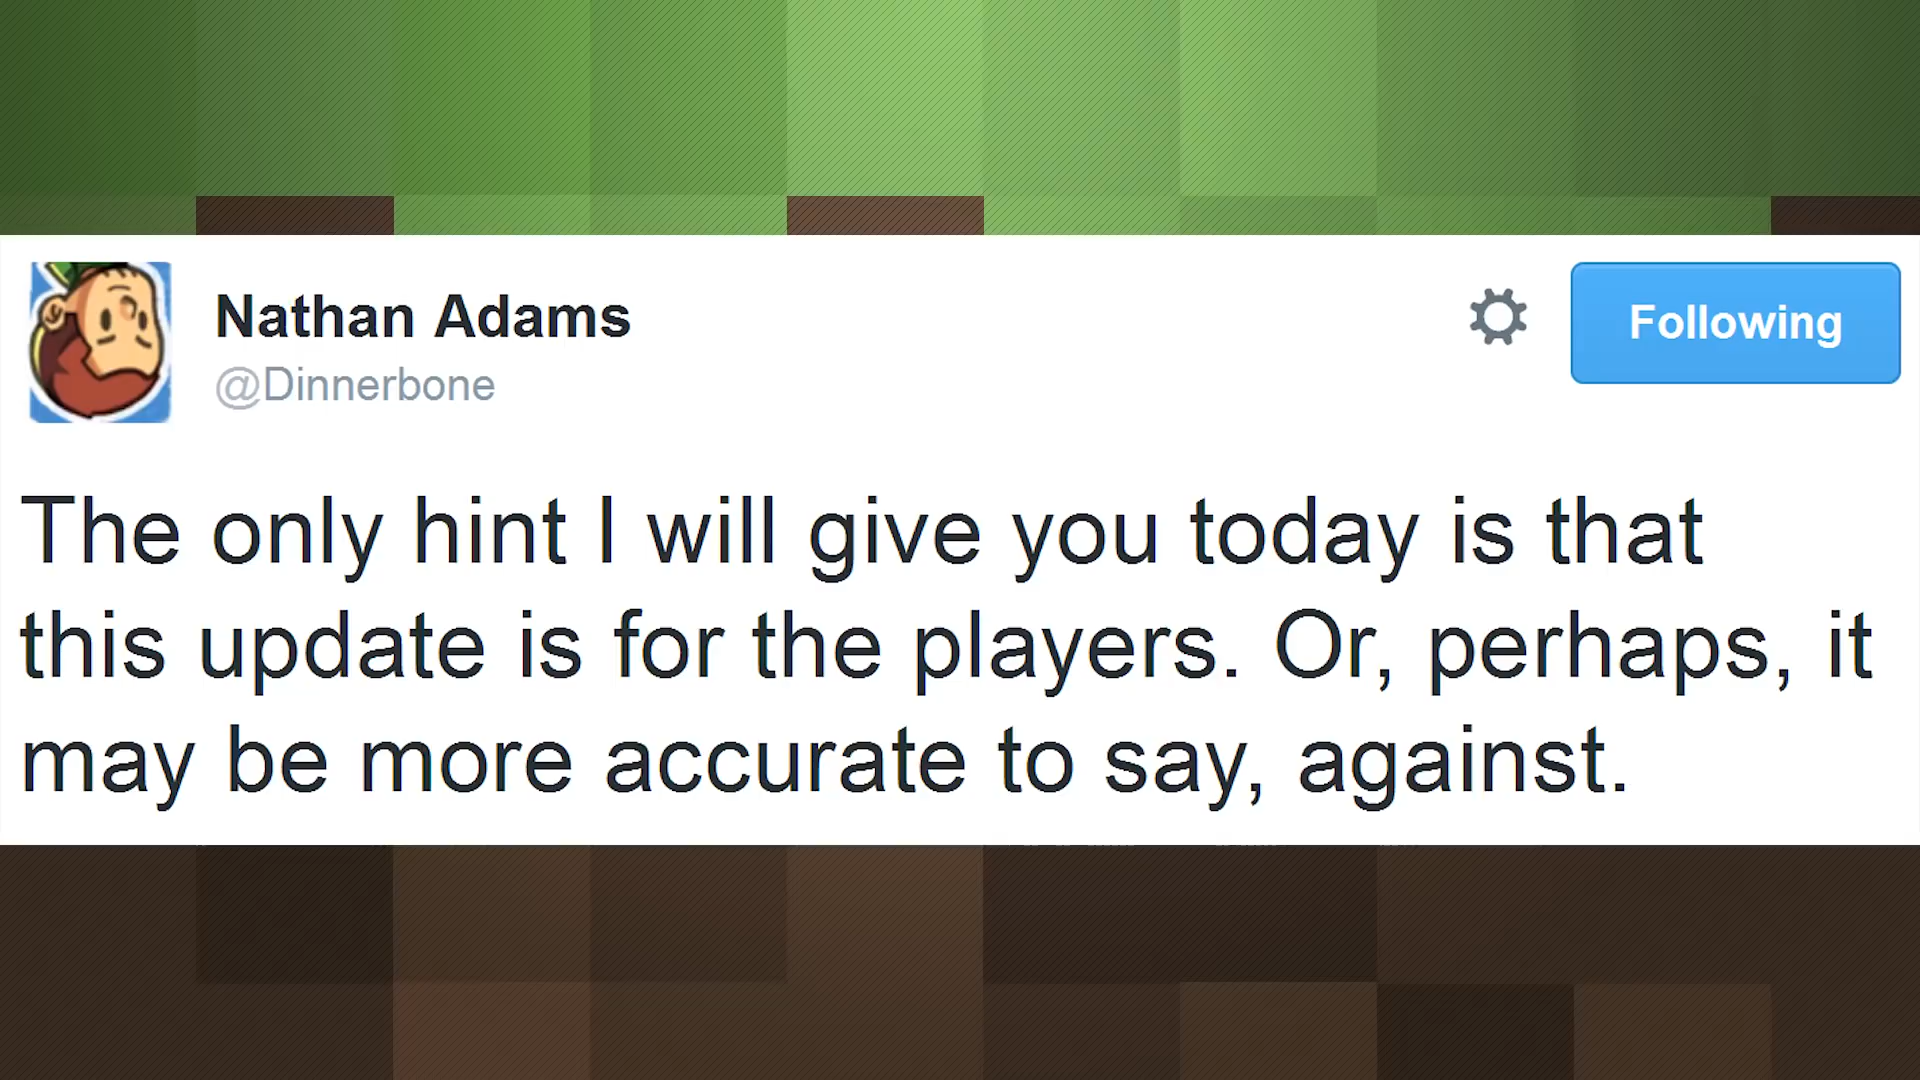 Nathan Adams
@Dinnerbone
Following
The only hint I will give you today is that
this update is for the players. Or, perhaps, it
may be more accurate to say, against.